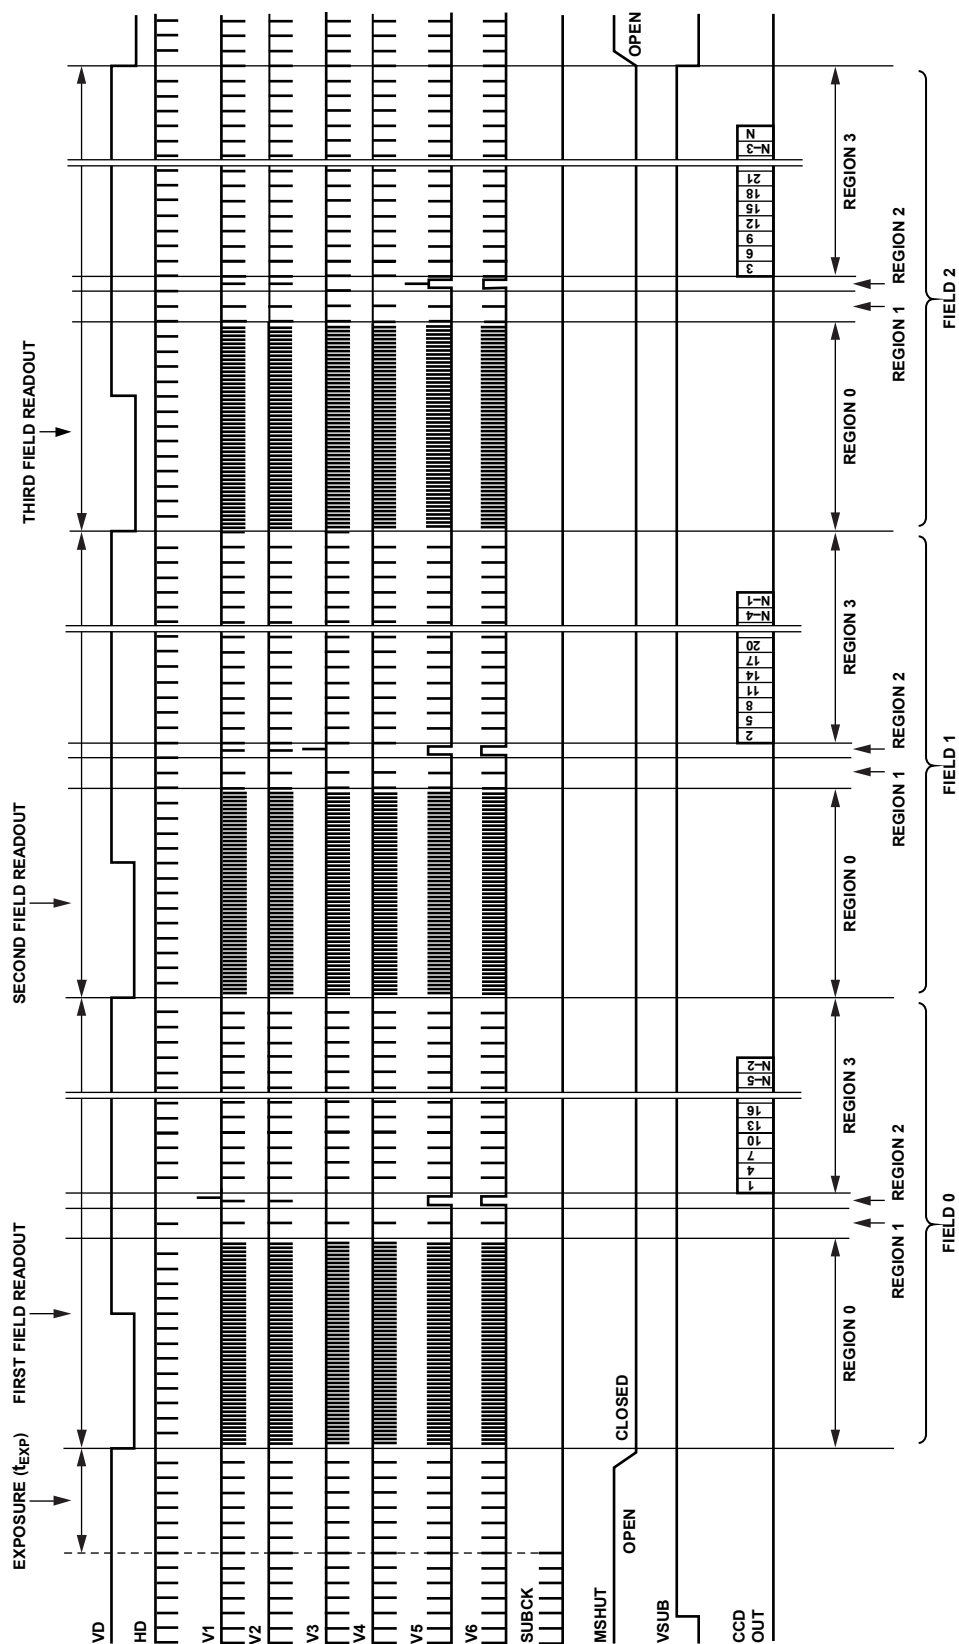 EXPOSURE (tEXP)
FIRST FIELD READOUT
SECOND FIELD READOUT
THIRD FIELD READOUT
VD
HD
V1
V2
V3
V4
V5
V6
SUBCK
MSHUT
OPEN
CLOSED
OPEN
VSUB
CCD
OUT
1
4
7
10
13
16
N–5
N–2
2
5
8
11
14
17
20
N–4
N–1
3
6
9
12
15
18
21
N–3
N
REGION 0
REGION 1
REGION 2
REGION 3
FIELD 0
REGION 0
REGION 1
REGION 2
REGION 3
FIELD 1
REGION 0
REGION 1
REGION 2
REGION 3
FIELD 2